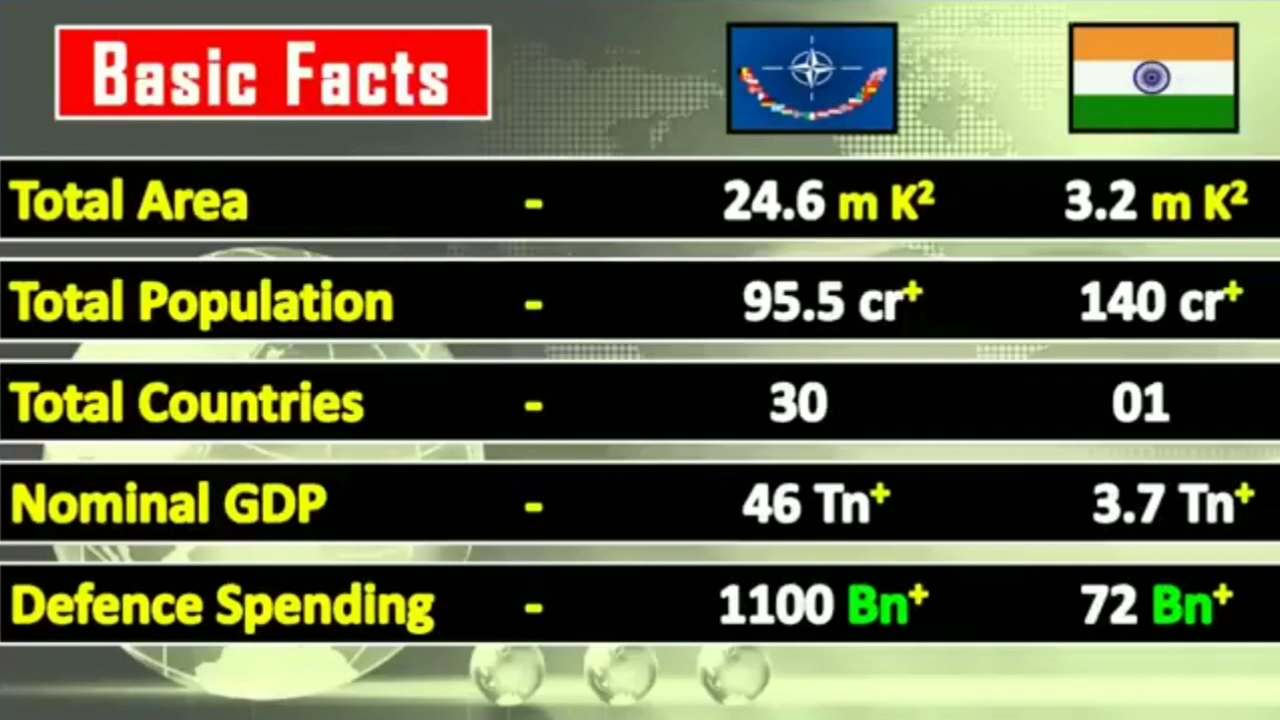 Basic Facts
Total Area - 24.6 m K² 3.2 m K²
Total Population - 95.5 cr⁺ 140 cr⁺
Total Countries - 30 01
Nominal GDP - 46 Tn⁺ 3.7 Tn⁺
Defence Spending - 1100 Bn⁺ 72 Bn⁺